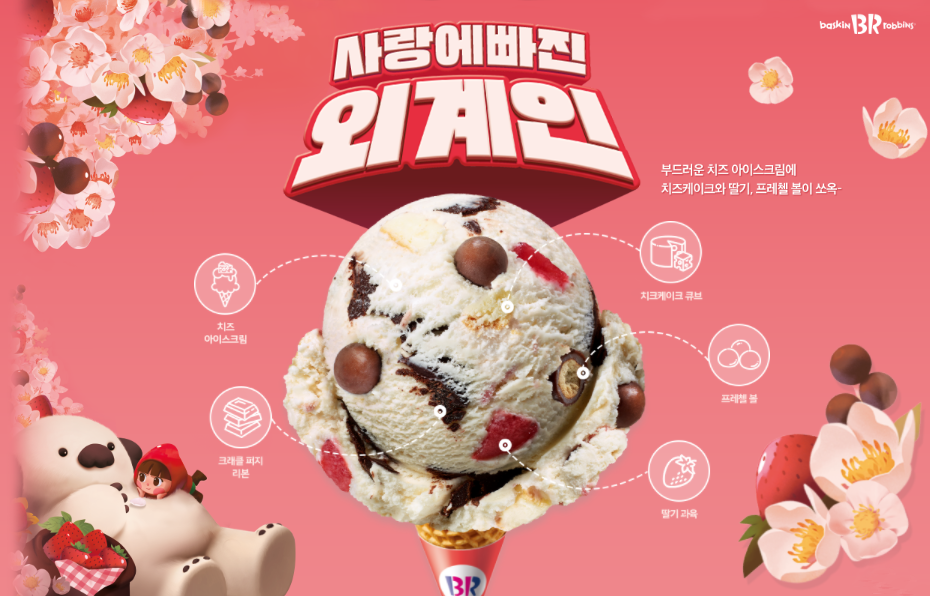 baskin BR robbins
사랑에빠진
외계인
부드러운 치즈 아이스크림에
치즈케이크와 딸기, 프레첼 볼이 쏘옥~
치즈
아이스크림
치크케이크 큐브
프레첼 볼
크래클 퍼지
리본
딸기 과육
BR